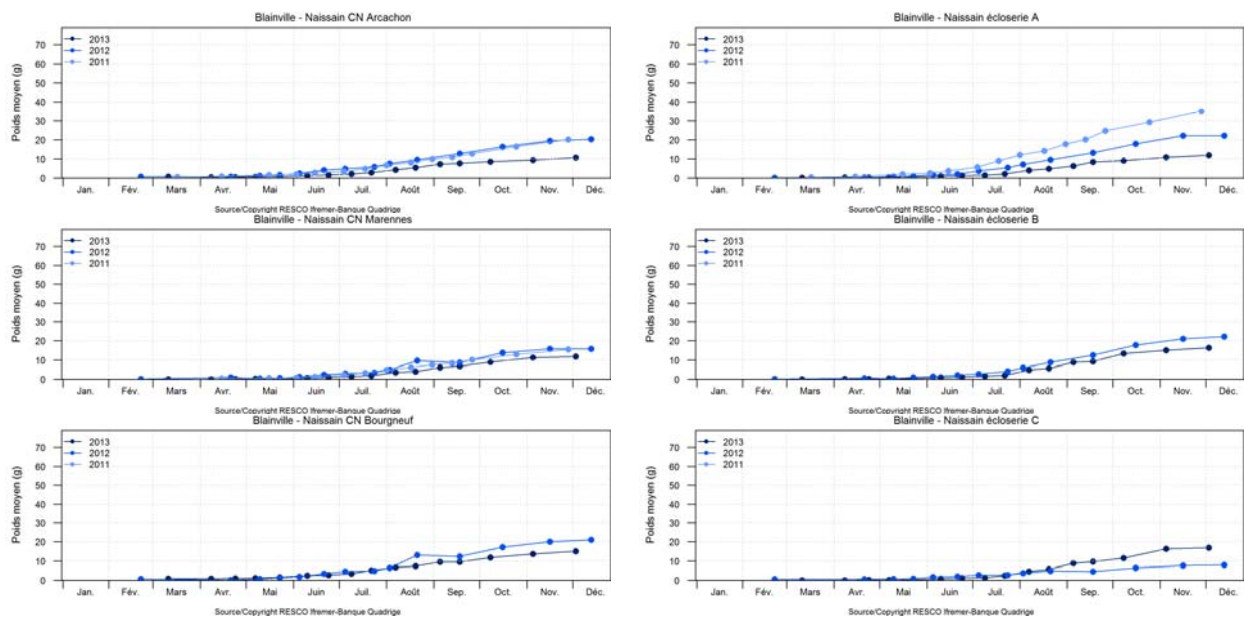 Blainville - Naissain CN Arcachon
Poids moyen (g)
70
60
50
40
30
20
10
0
2013
2012
2011
Jan. Fév. Mars Avr. Mai Juin Juil. Août Sep. Oct. Nov. Déc.
Source/Copyright RESCO Ifremer-Banque Quadrige
Blainville - Naissain écloserie A
Poids moyen (g)
70
60
50
40
30
20
10
0
2013
2012
2011
Jan. Fév. Mars Avr. Mai Juin Juil. Août Sep. Oct. Nov. Déc.
Source/Copyright RESCO Ifremer-Banque Quadrige
Blainville - Naissain CN Marennes
Poids moyen (g)
70
60
50
40
30
20
10
0
2013
2012
2011
Jan. Fév. Mars Avr. Mai Juin Juil. Août Sep. Oct. Nov. Déc.
Source/Copyright RESCO Ifremer-Banque Quadrige
Blainville - Naissain écloserie B
Poids moyen (g)
70
60
50
40
30
20
10
0
2013
2012
2011
Jan. Fév. Mars Avr. Mai Juin Juil. Août Sep. Oct. Nov. Déc.
Source/Copyright RESCO Ifremer-Banque Quadrige
Blainville - Naissain CN Bourgneuf
Poids moyen (g)
70
60
50
40
30
20
10
0
2013
2012
2011
Jan. Fév. Mars Avr. Mai Juin Juil. Août Sep. Oct. Nov. Déc.
Source/Copyright RESCO Ifremer-Banque Quadrige
Blainville - Naissain écloserie C
Poids moyen (g)
70
60
50
40
30
20
10
0
2013
2012
2011
Jan. Fév. Mars Avr. Mai Juin Juil. Août Sep. Oct. Nov. Déc.
Source/Copyright RESCO Ifremer-Banque Quadrige